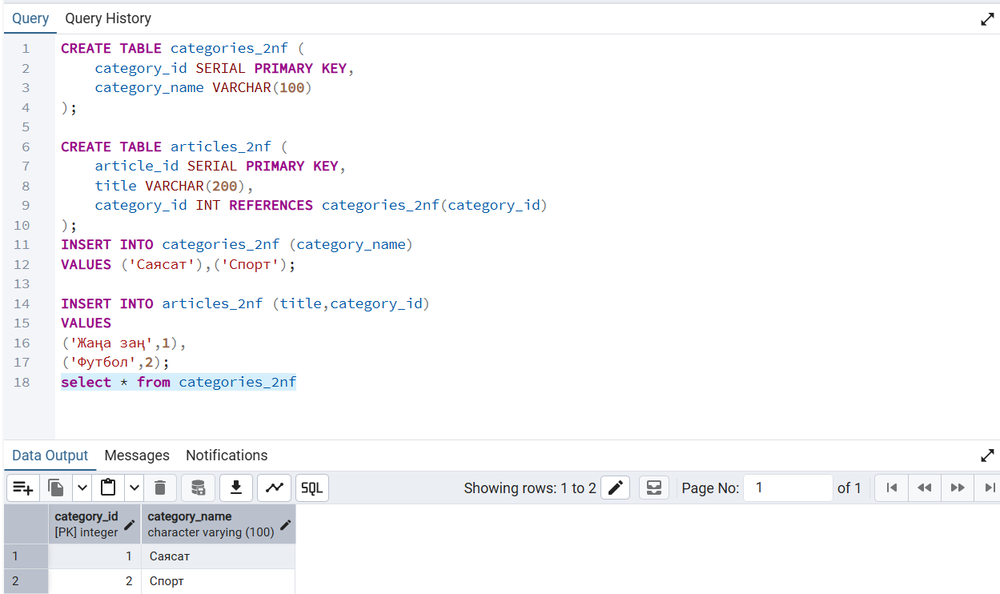 Query Query History
1 CREATE TABLE categories_2nf (
2 category_id SERIAL PRIMARY KEY,
3 category_name VARCHAR(100)
4 );
5
6 CREATE TABLE articles_2nf (
7 article_id SERIAL PRIMARY KEY,
8 title VARCHAR(200),
9 category_id INT REFERENCES categories_2nf(category_id)
10 );
11 INSERT INTO categories_2nf (category_name)
12 VALUES ('Саясат'),('Спорт');
13
14 INSERT INTO articles_2nf (title,category_id)
15 VALUES
16 ('Жаңа заң',1),
17 ('Футбол',2);
18 select * from categories_2nf
Data Output Messages Notifications
SQL Showing rows: 1 to 2 Page No: 1 of 1
category_id category_name
[PK] integer character varying (100)
1 1 Саясат
2 2 Спорт